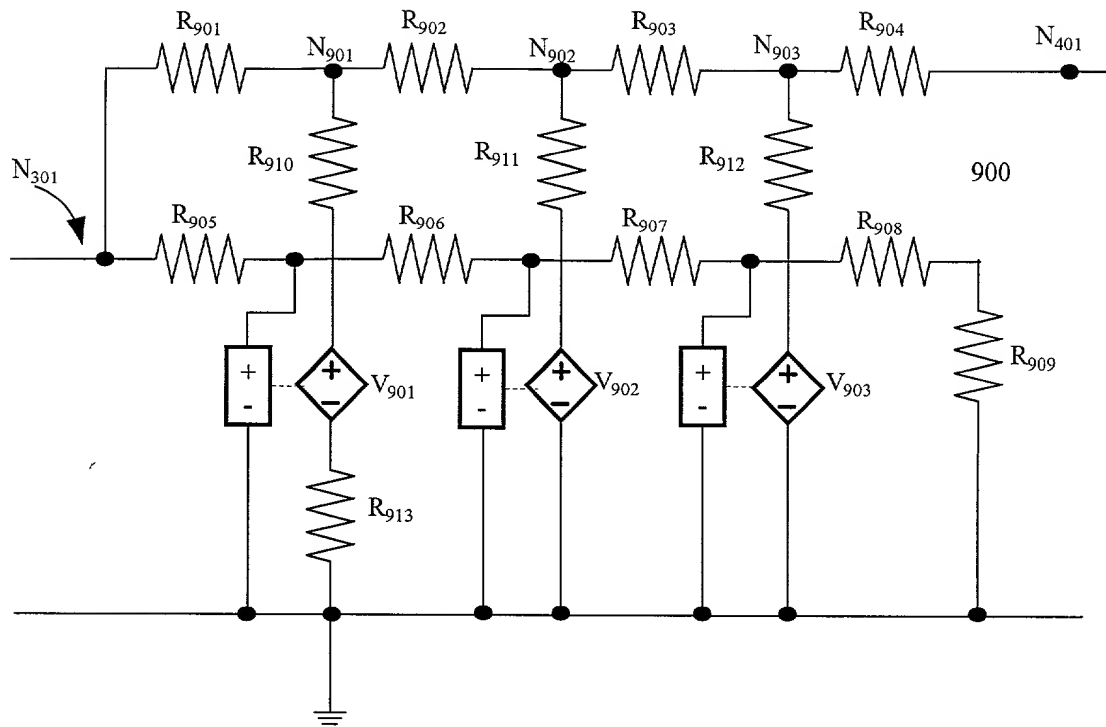 R901 R902 R903 R904
N901 N902 N903 N401
R910 R911 R912
900
N301
R905 R906 R907 R908
R909
+ + + + + +
- - - - - -
V901 V902 V903
R913